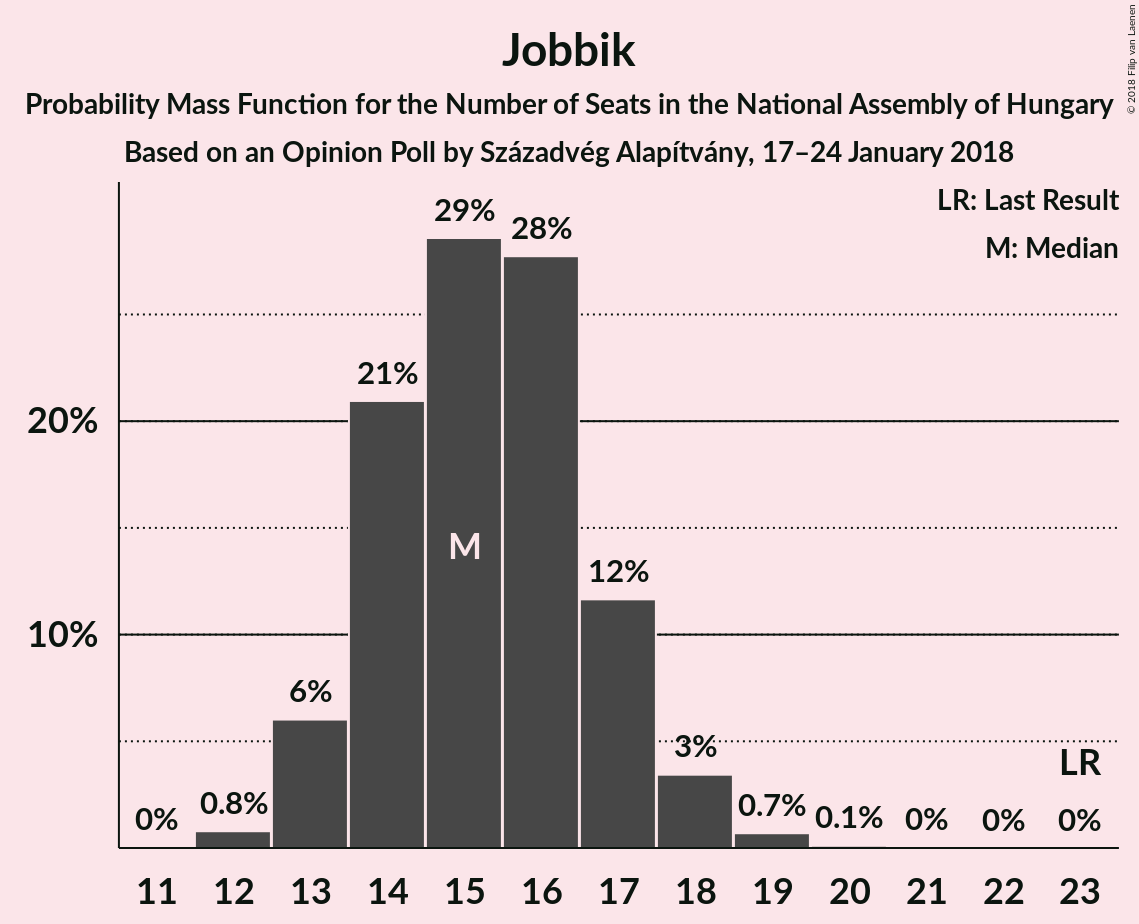 Jobbik
Probability Mass Function for the Number of Seats in the National Assembly of Hungary
Based on an Opinion Poll by Századvég Alapítvány, 17–24 January 2018
© 2018 Filip van Laenen
LR: Last Result
M: Median
20%
10%
0%
0.8%
6%
21%
29%
28%
12%
3%
0.7%
0.1%
0%
0%
0%
M
LR
11 12 13 14 15 16 17 18 19 20 21 22 23